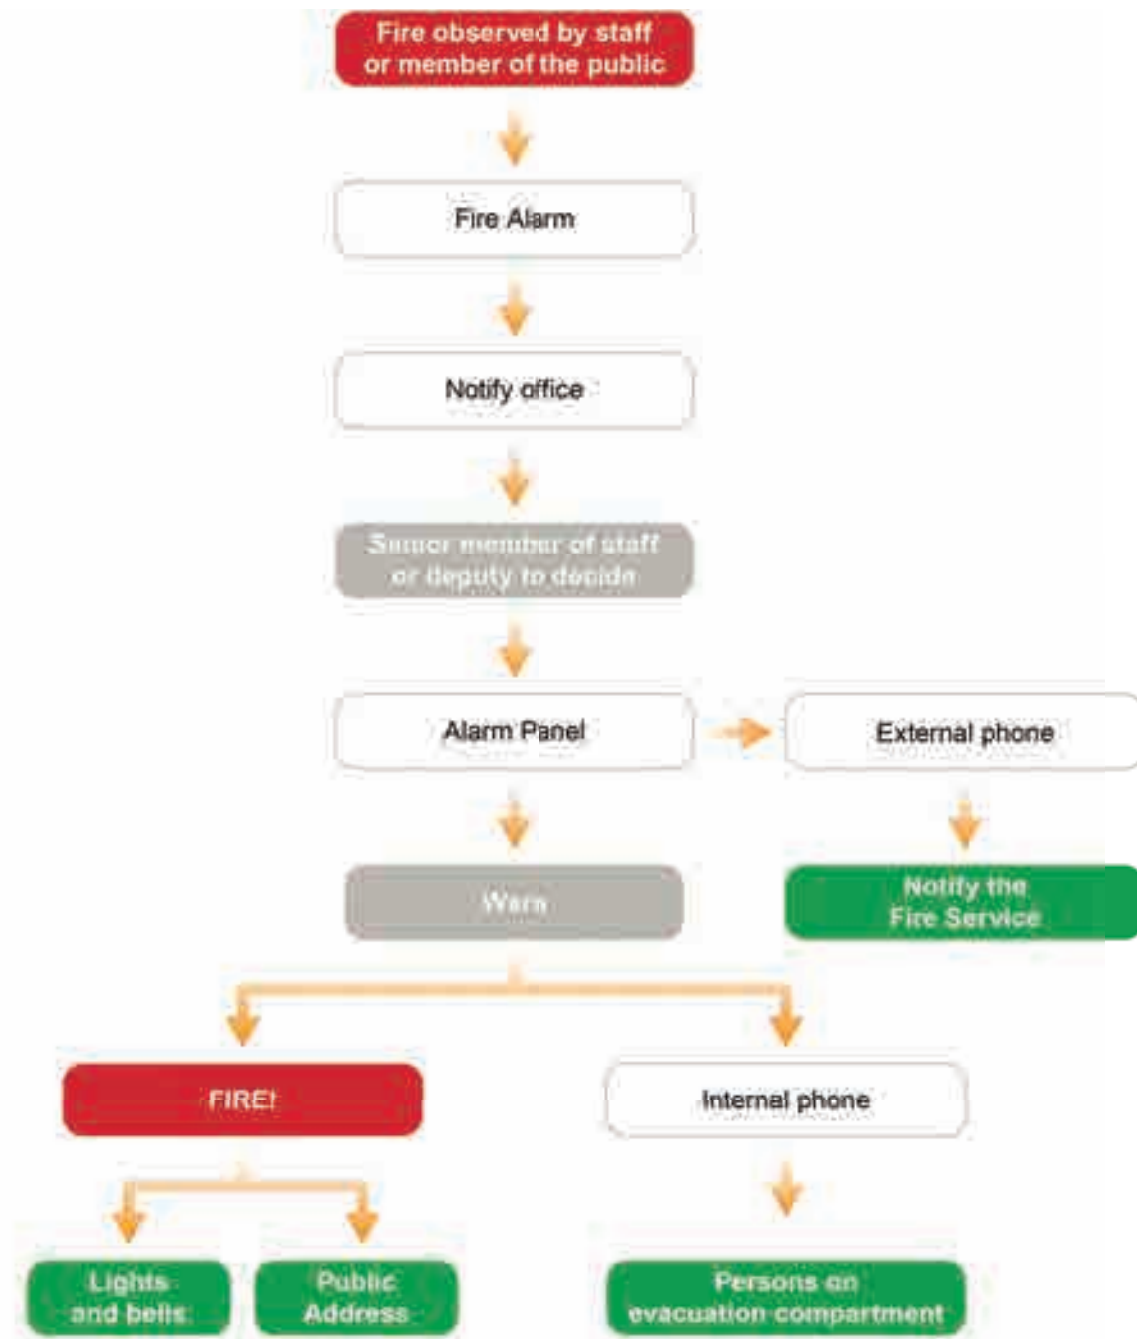 Fire observed by staff
or member of the public
Fire Alarm
Notify office
Senior member of staff
or deputy to decide
Alarm Panel
External phone
Notify the
Fire Service
FIRE!
Internal phone
Lights
and bells
Public
Address
Persons on
evacuation compartment